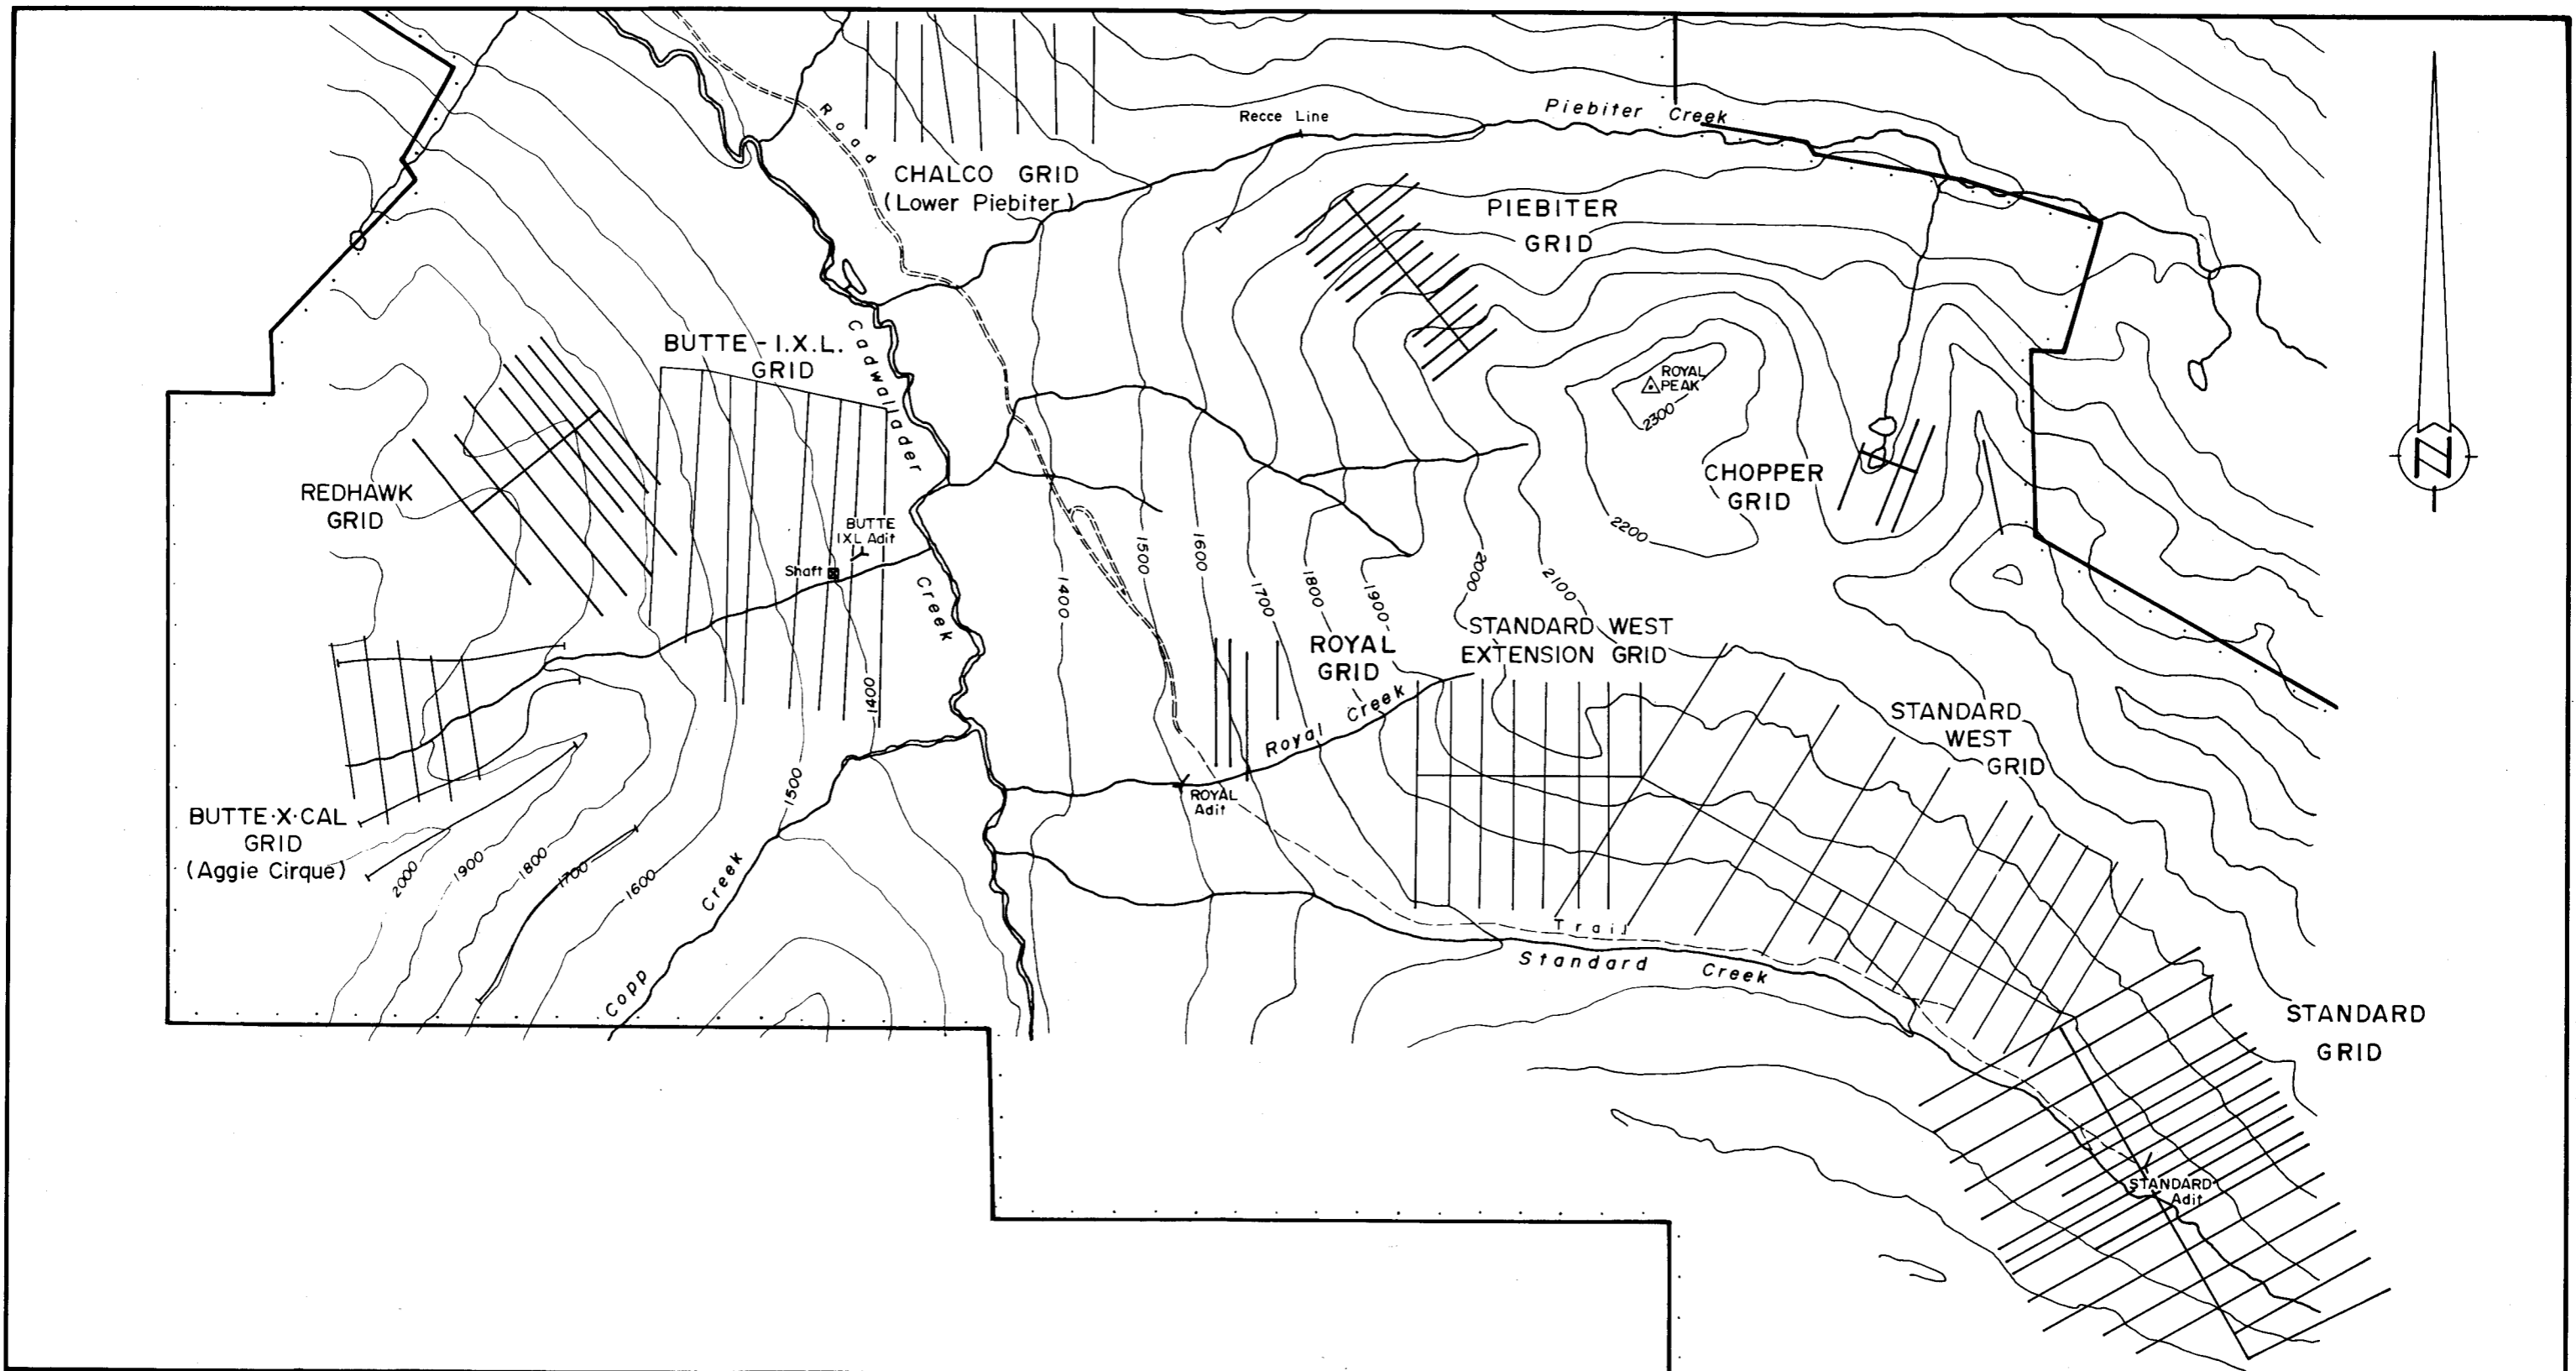 Road
Recce Line
Piebiter Creek
CHALCO GRID
(Lower Piebiter)
PIEBITER
GRID
BUTTE-I.X.L.
GRID
Cadwallader
Creek
ROYAL
PEAK
2300
CHOPPER
GRID
2200
REDHAWK
GRID
BUTTE
IXL Adit
Shaft
1400
1500
1600
1700
1800
1900
2000
2100
ROYAL
GRID
STANDARD WEST
EXTENSION GRID
1400
Royal Creek
STANDARD
WEST
GRID
1500
ROYAL
Adit
BUTTE·X·CAL
GRID
(Aggie Cirque)
2000
1900
1800
1700
1600
Copp Creek
Trail
Standard Creek
STANDARD
GRID
STANDARD
Adit
N